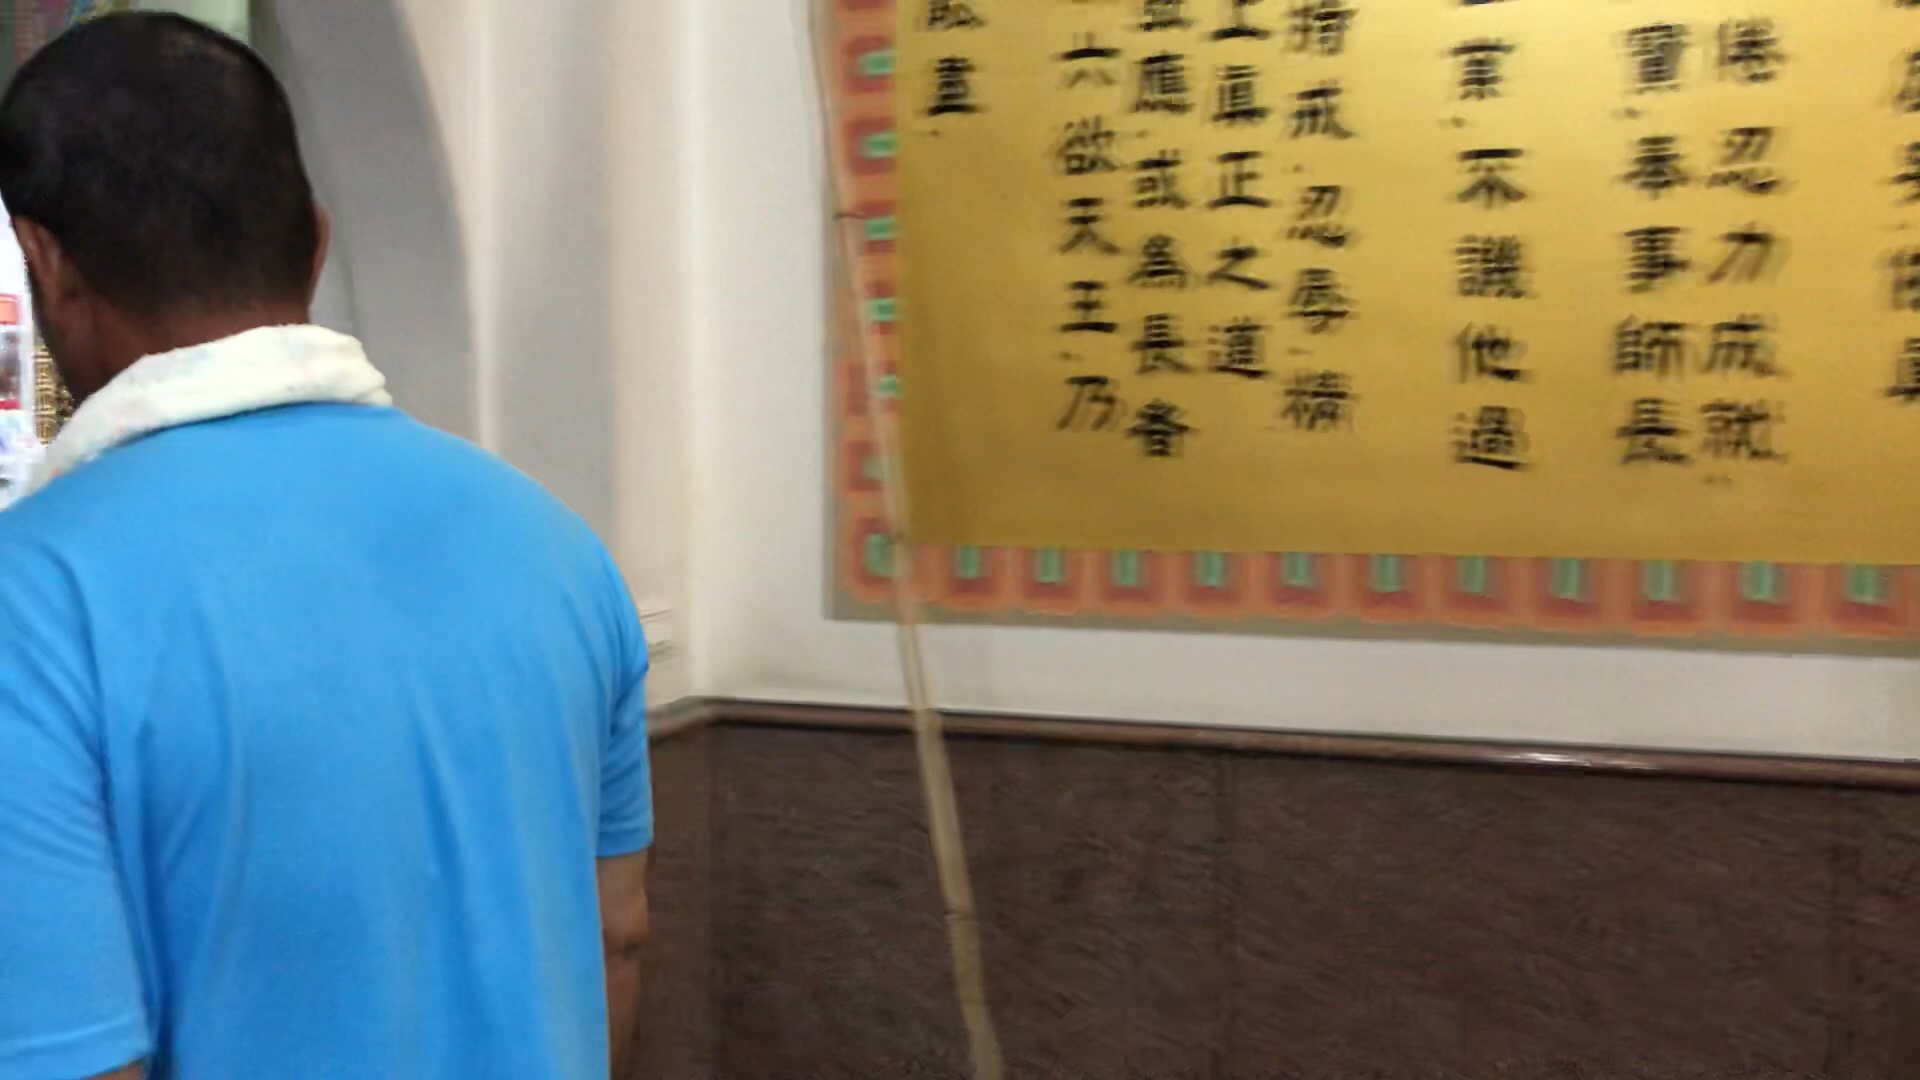 倦忍力成就
寶奉事師長
業不譏他過
持戒忍辱精
上真正之道
應或為長者
六欲天王乃
盡